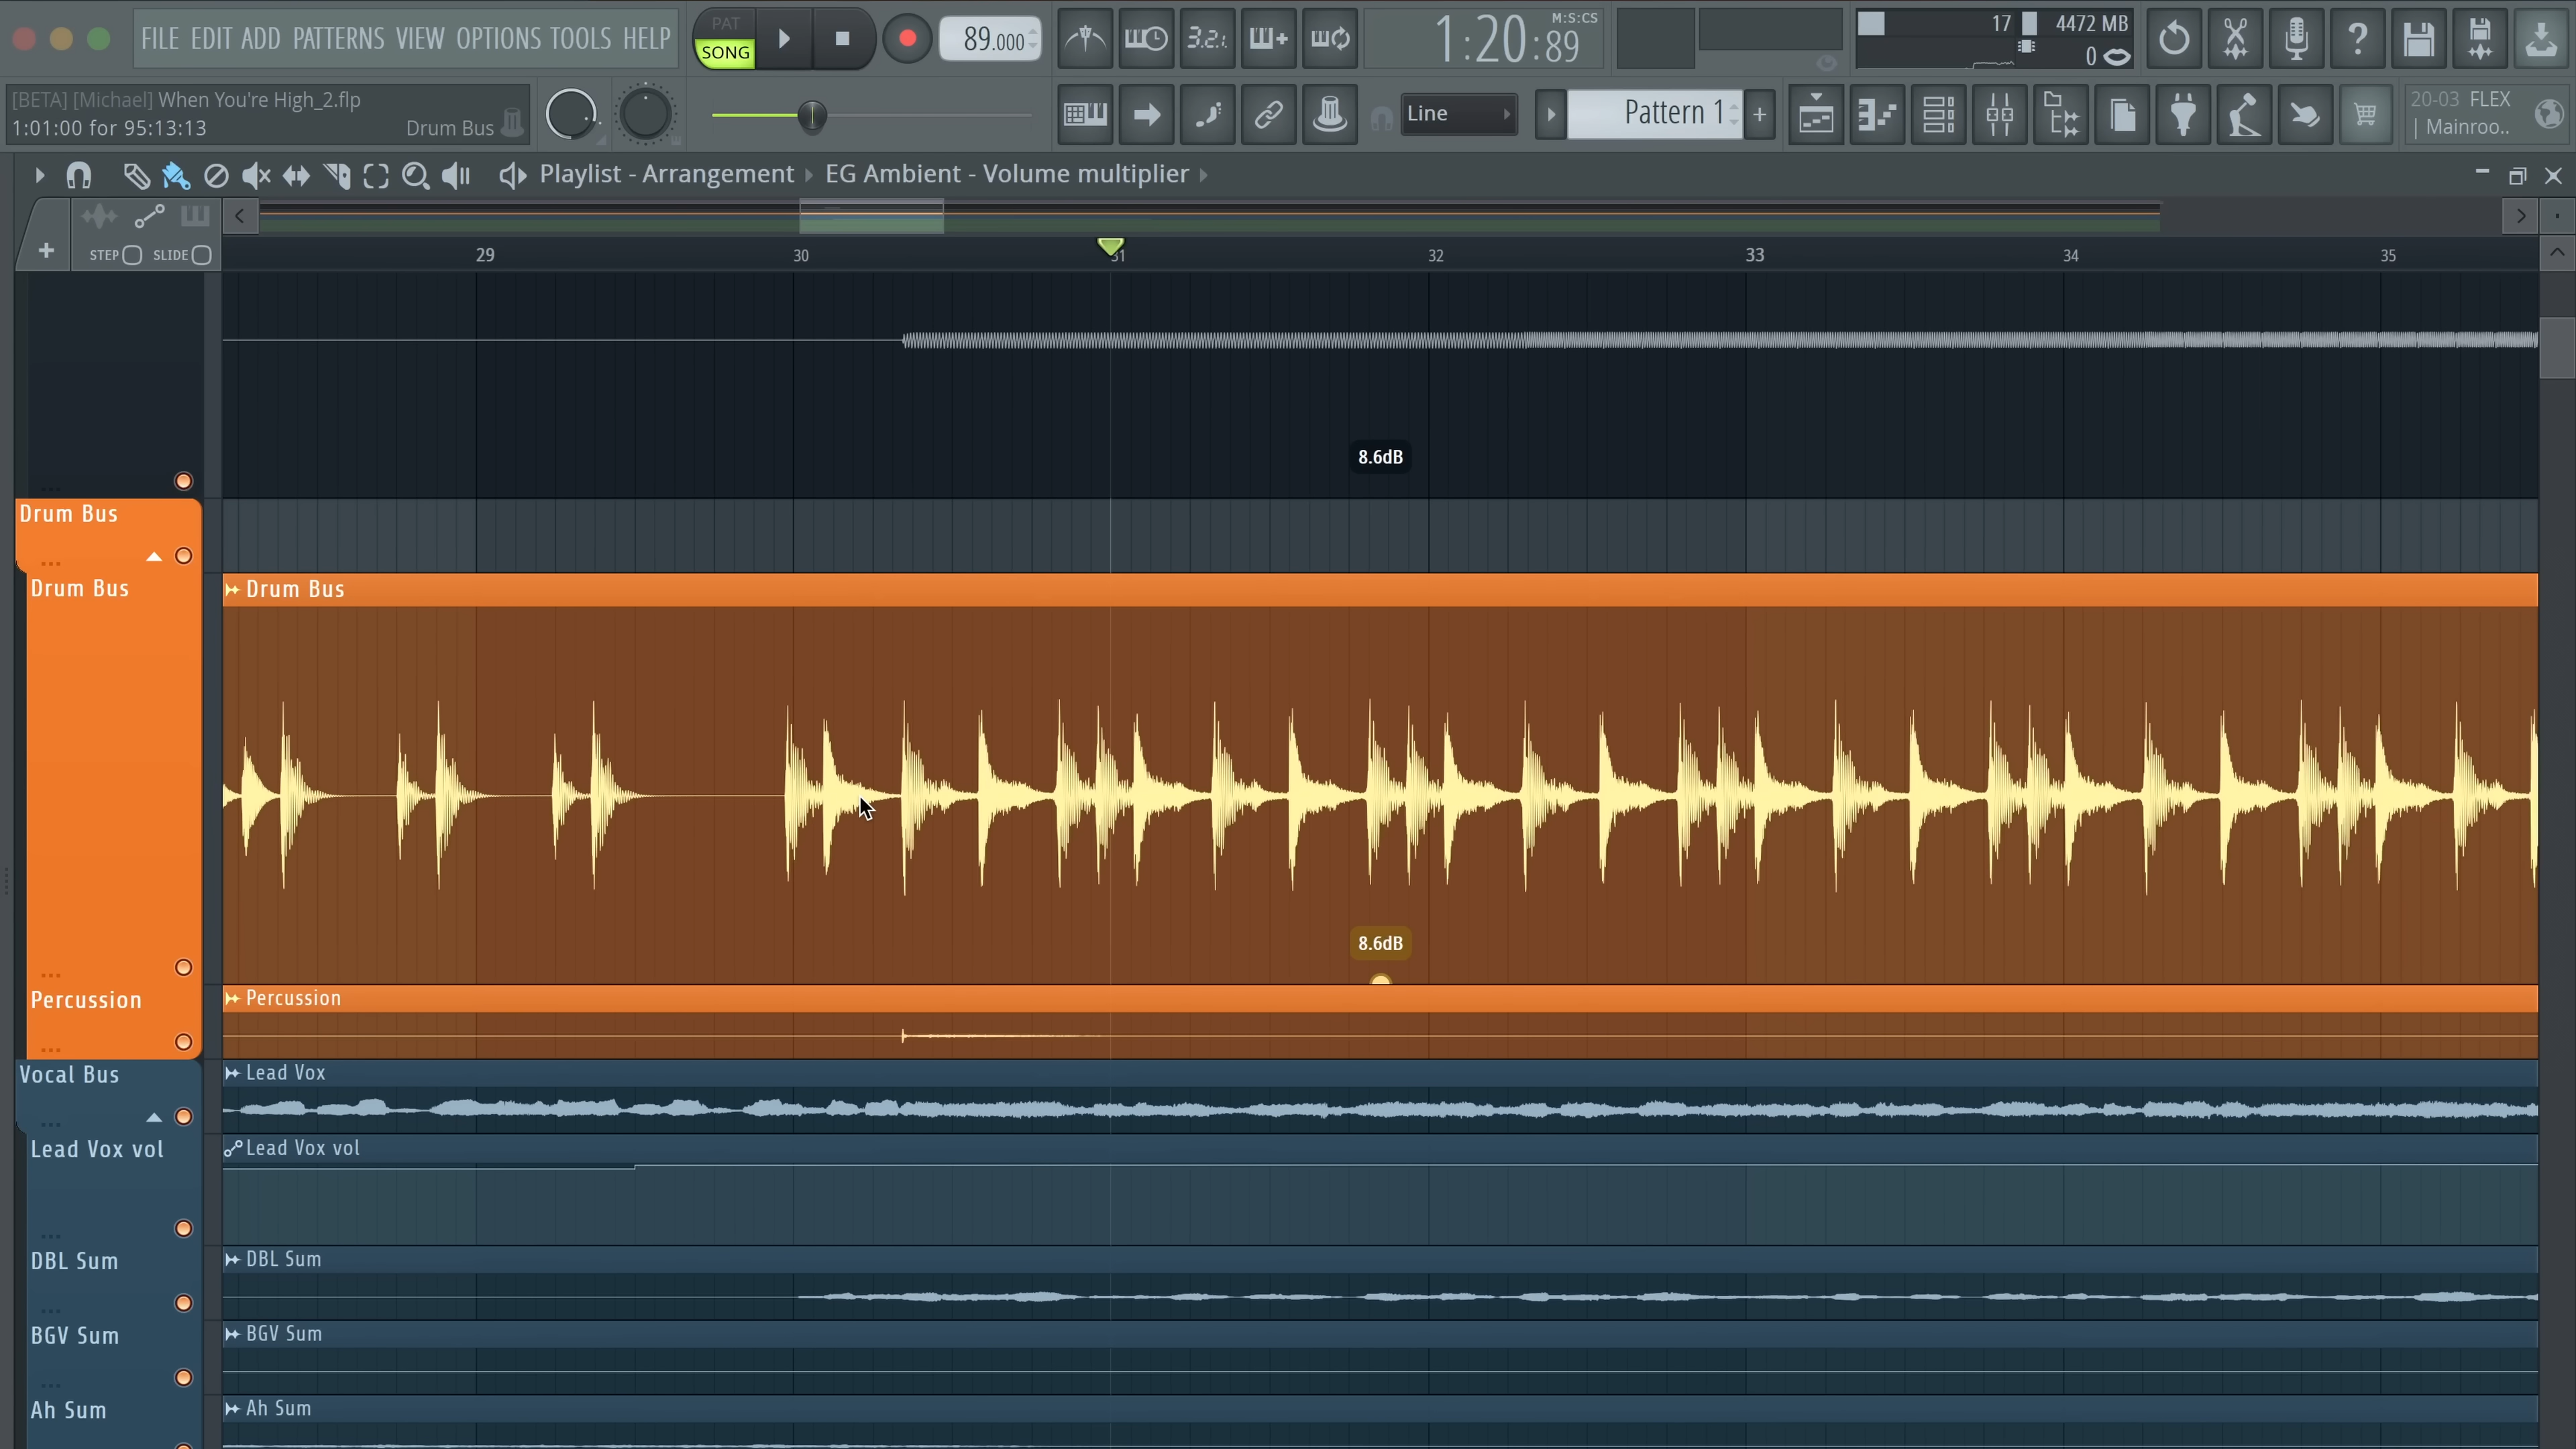 FILE EDIT ADD PATTERNS VIEW OPTIONS TOOLS HELP
PAT
SONG
89.000
3.2.1
M:S:CS
1:20:89
17
4472 MB
0
[BETA] [Michael] When You're High_2.flp
1:01:00 for 95:13:13
Drum Bus
Line
Pattern 1
+
20-03 FLEX
| Mainroo..
Playlist - Arrangement
EG Ambient - Volume multiplier
STEP
SLIDE
29
30
31
32
33
34
35
8.6dB
Drum Bus
Drum Bus
Drum Bus
8.6dB
Percussion
Percussion
Vocal Bus
Lead Vox
Lead Vox vol
Lead Vox vol
DBL Sum
DBL Sum
BGV Sum
BGV Sum
Ah Sum
Ah Sum